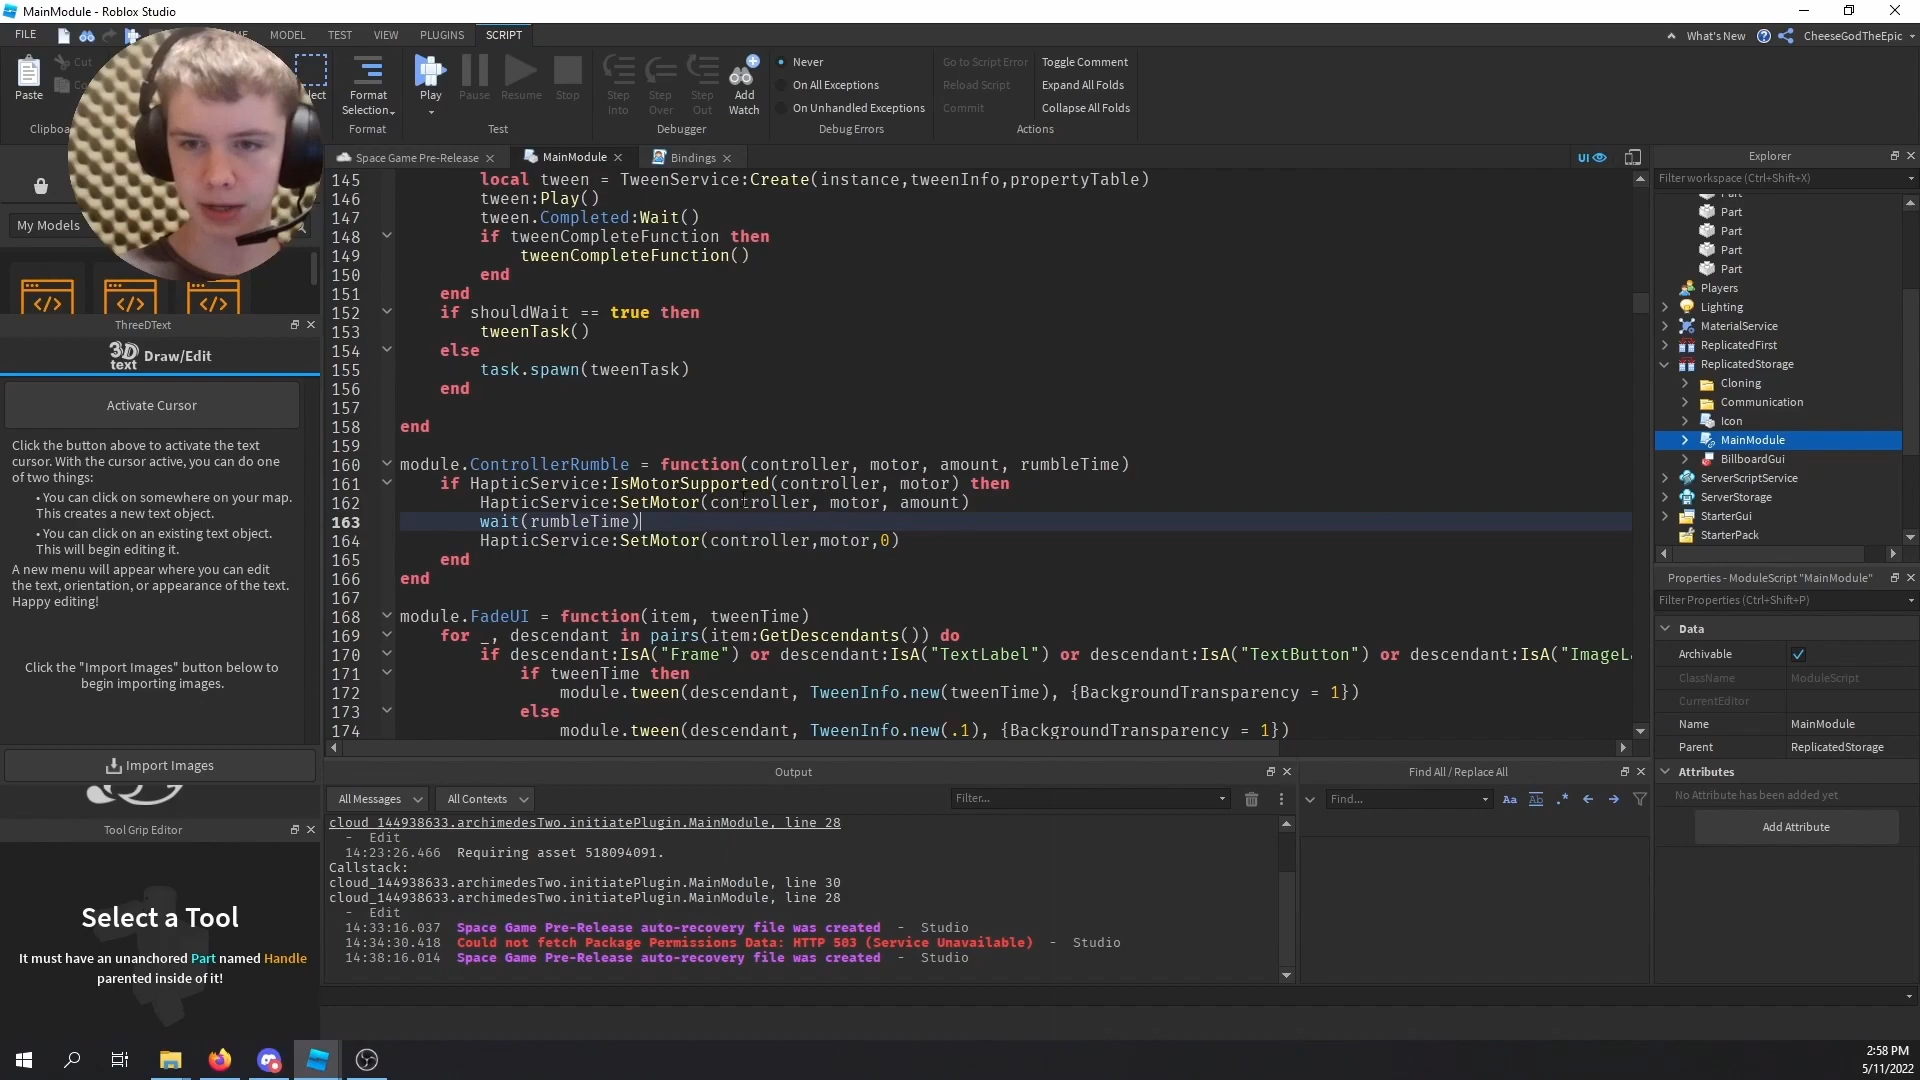 MainModule - Roblox Studio
FILE
MODEL
TEST
VIEW
PLUGINS
SCRIPT
What's New
CheeseGodTheEpic
Paste
Cut
Format
Selection
Play
Pause
Resume
Stop
Step
Into
Step
Over
Step
Out
Add
Watch
Never
On All Exceptions
On Unhandled Exceptions
Go to Script Error
Reload Script
Commit
Toggle Comment
Expand All Folds
Collapse All Folds
Format
Test
Debugger
Debug Errors
Actions
My Models
ThreeDText
3D text Draw/Edit
Activate Cursor
Click the button above to activate the text
cursor. With the cursor active, you can do one
of two things:
• You can click on somewhere on your map.
This creates a new text object.
• You can click on an existing text object.
This will begin editing it.
A new menu will appear where you can edit
the text, orientation, or appearance of the text.
Happy editing!
Click the "Import Images" button below to
begin importing images.
Import Images
Tool Grip Editor
Select a Tool
It must have an unanchored Part named Handle
parented inside of it!
Space Game Pre-Release
MainModule
Bindings
UI
145 local tween = TweenService:Create(instance,tweenInfo,propertyTable)
146 tween:Play()
147 tween.Completed:Wait()
148 if tweenCompleteFunction then
149 tweenCompleteFunction()
150 end
151 end
152 if shouldWait == true then
153 tweenTask()
154 else
155 task.spawn(tweenTask)
156 end
157
158 end
159
160 module.ControllerRumble = function(controller, motor, amount, rumbleTime)
161 if HapticService:IsMotorSupported(controller, motor) then
162 HapticService:SetMotor(controller, motor, amount)
163 wait(rumbleTime)
164 HapticService:SetMotor(controller,motor,0)
165 end
166 end
167
168 module.FadeUI = function(item, tweenTime)
169 for _, descendant in pairs(item:GetDescendants()) do
170 if descendant:IsA("Frame") or descendant:IsA("TextLabel") or descendant:IsA("TextButton") or descendant:IsA("ImageLa
171 if tweenTime then
172 module.tween(descendant, TweenInfo.new(tweenTime), {BackgroundTransparency = 1})
173 else
174 module.tween(descendant, TweenInfo.new(.1), {BackgroundTransparency = 1})
Output
All Messages
All Contexts
Filter...
cloud_144938633.archimedesTwo.initiatePlugin.MainModule, line 28
- Edit
14:23:26.466 Requiring asset 518094091.
Callstack:
cloud_144938633.archimedesTwo.initiatePlugin.MainModule, line 30
cloud_144938633.archimedesTwo.initiatePlugin.MainModule, line 28
- Edit
14:33:16.037 Space Game Pre-Release auto-recovery file was created - Studio
14:34:30.418 Could not fetch Package Permissions Data: HTTP 503 (Service Unavailable) - Studio
14:38:16.014 Space Game Pre-Release auto-recovery file was created - Studio
Find All / Replace All
Find...
Aa
Ab
.*
Explorer
Filter workspace (Ctrl+Shift+X)
Part
Part
Part
Part
Players
Lighting
MaterialService
ReplicatedFirst
ReplicatedStorage
Cloning
Communication
Icon
MainModule
BillboardGui
ServerScriptService
ServerStorage
StarterGui
StarterPack
Properties - ModuleScript "MainModule"
Filter Properties (Ctrl+Shift+P)
Data
Archivable
ClassName ModuleScript
CurrentEditor
Name MainModule
Parent ReplicatedStorage
Attributes
No Attribute has been added yet
Add Attribute
2:58 PM
5/11/2022